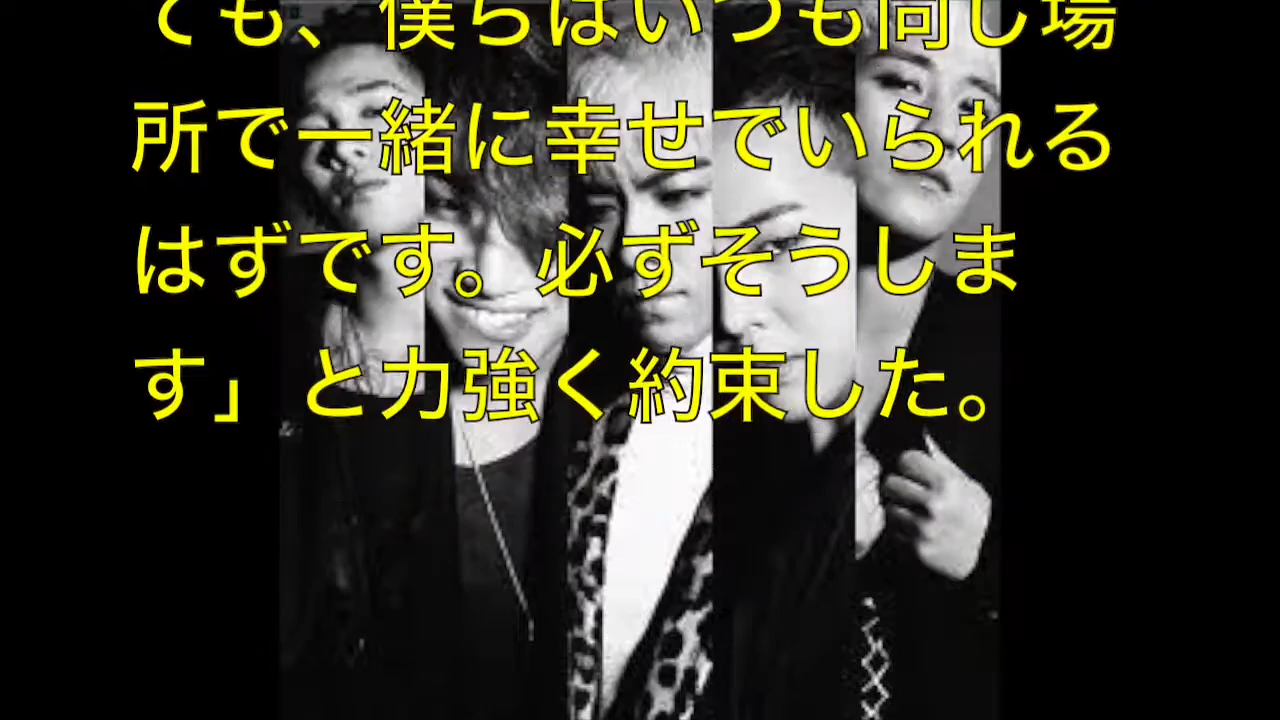 ても、僕らはいつも同じ場
所で一緒に幸せでいられる
はずです。必ずそうしま
す」と力強く約束した。